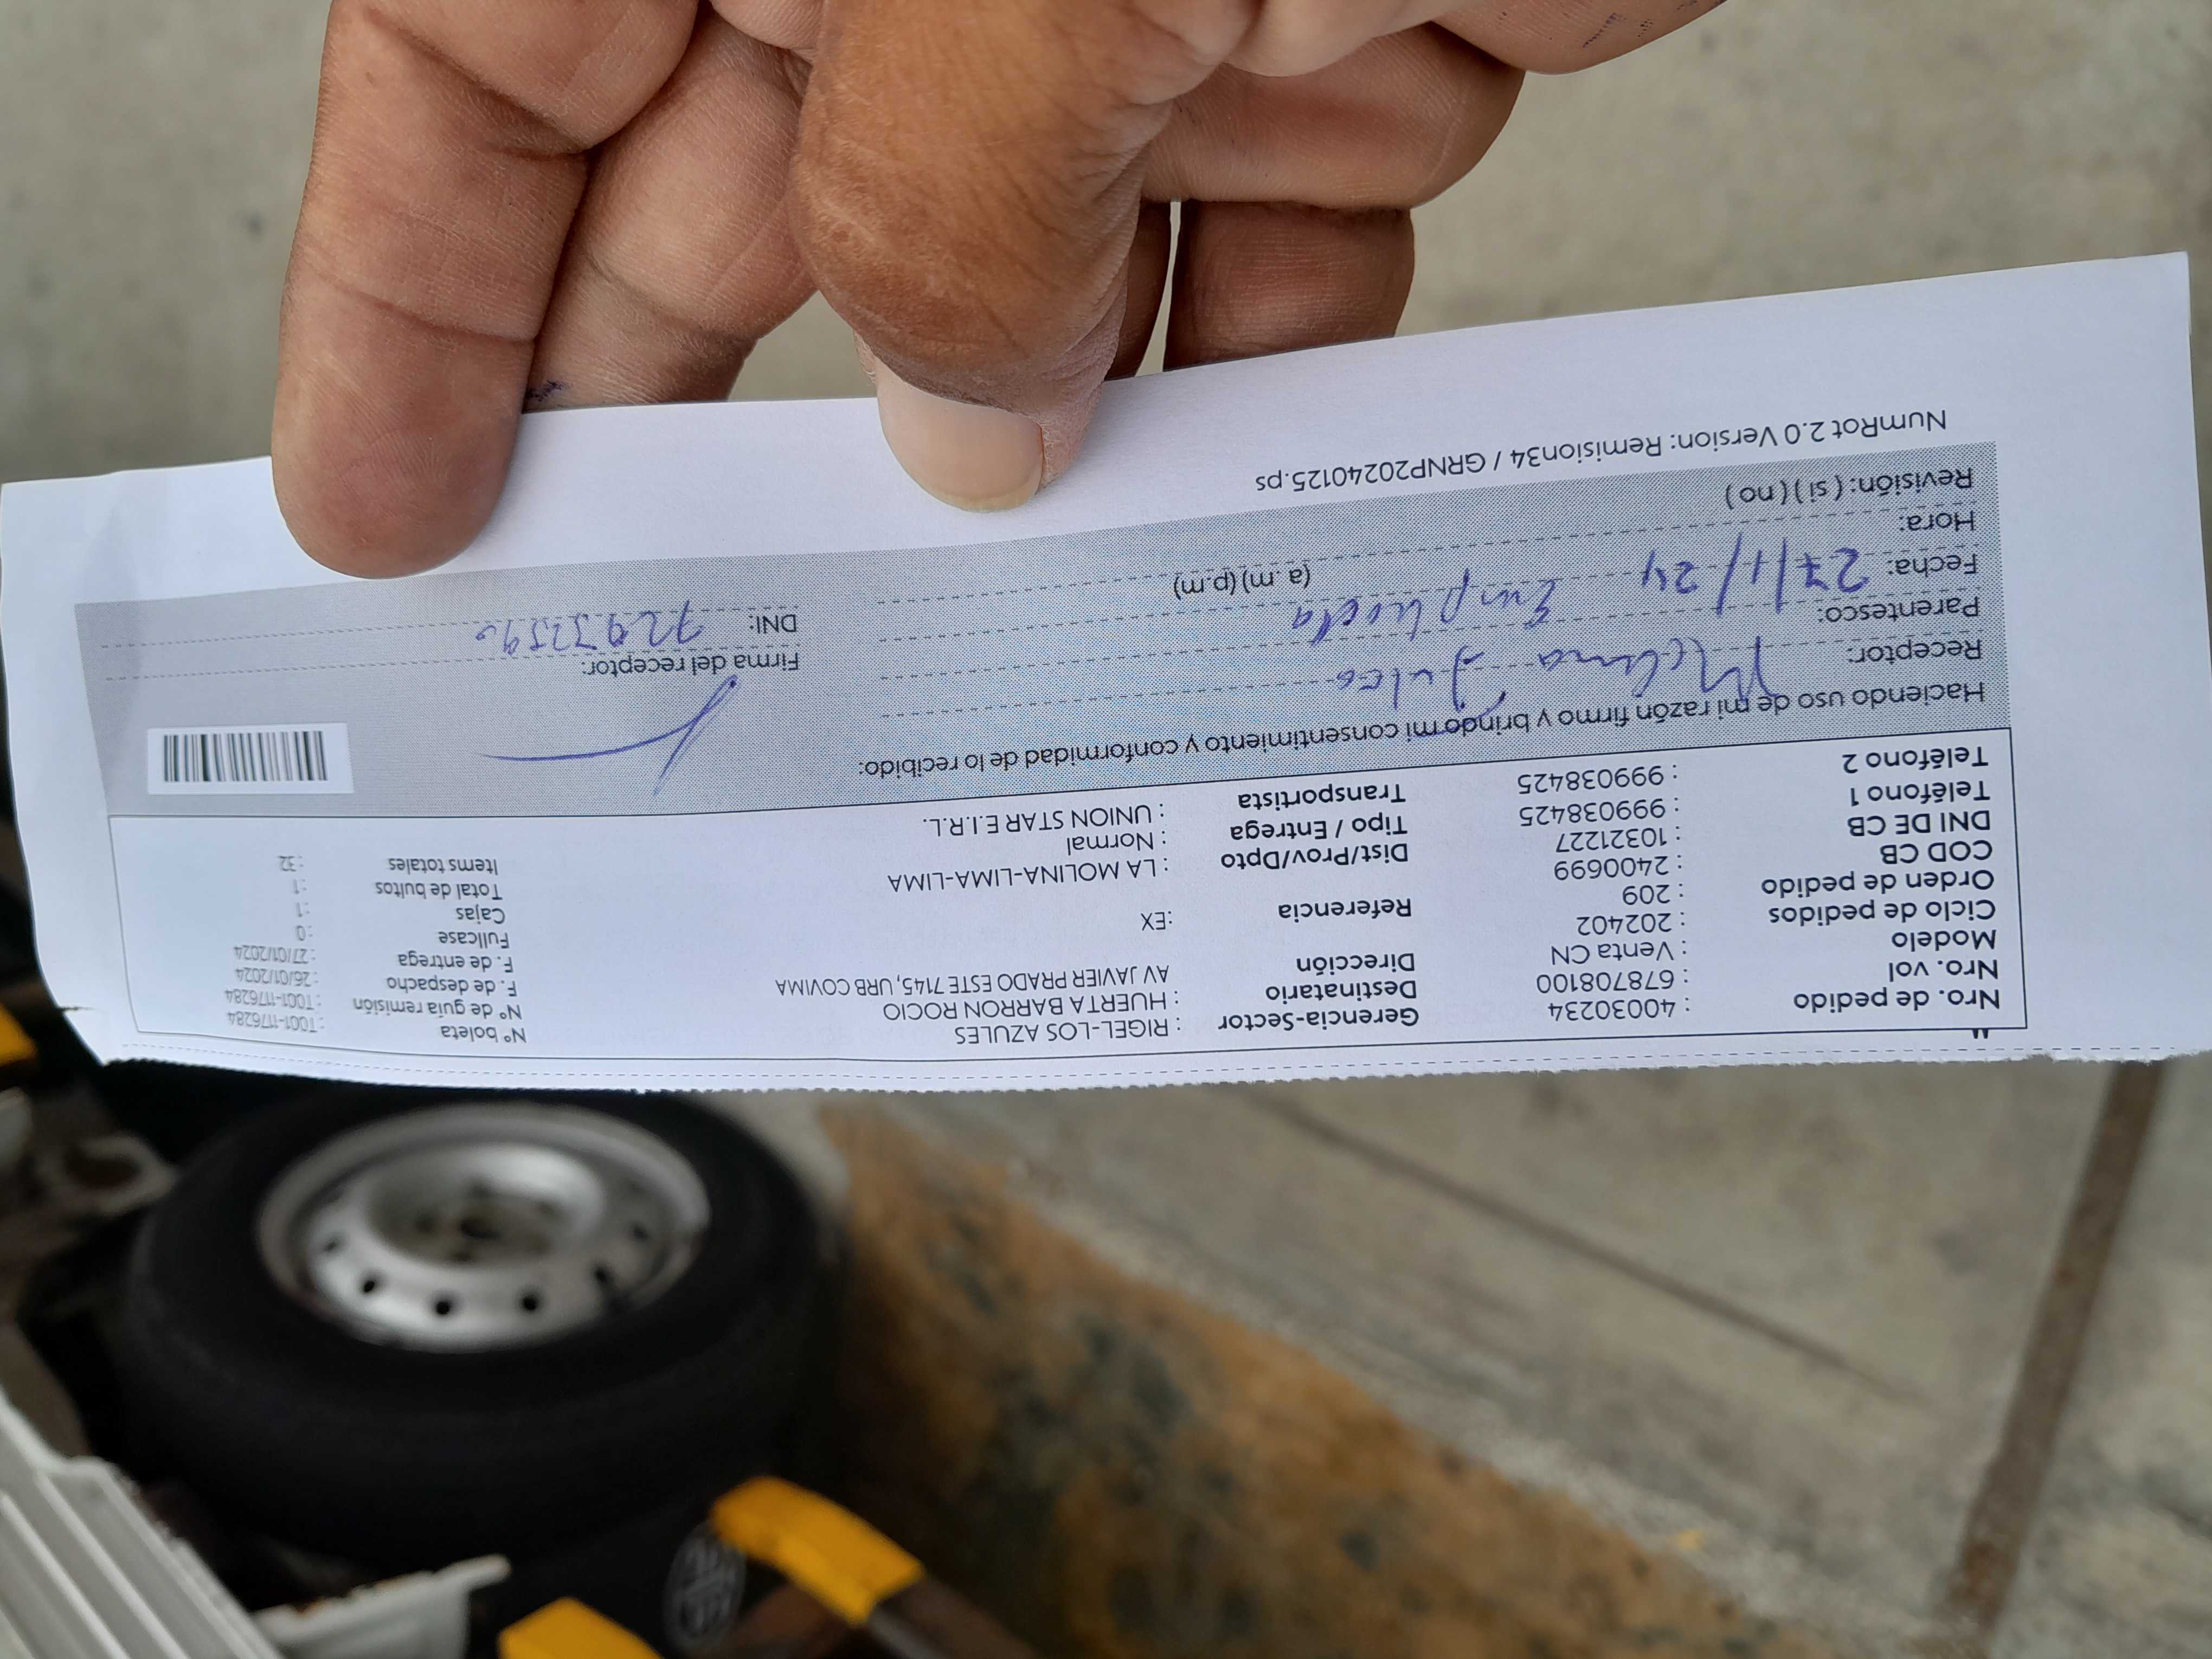 Nro. de pedido : 40030234 Gerencia-Sector : RIGEL-LOS AZULES N° boleta : T001-1176284
Nro. vol : 678708100 Destinatario : HUERTA BARRON ROCIO N° de guía remisión : T001-1176284
Modelo : Venta CN Dirección AV JAVIER PRADO ESTE 7145, URB COVIMA F. de despacho : 26/01/2024
Ciclo de pedidos : 202402 F. de entrega : 27/01/2024
Orden de pedido : 209 Referencia :EX Fullcase :0
COD CB : 2400699 Cajas :1
DNI DE CB : 10321227 Dist/Prov/Dpto : LA MOLINA-LIMA-LIMA Total de bultos :1
Teléfono 1 : 999038425 Tipo / Entrega : Normal Items totales :32
Teléfono 2 : 999038425 Transportista : UNION STAR E.I.R.L.
Haciendo uso de mi razón firmo y brindo mi consentimiento y conformidad de lo recibido:
Receptor: Melina Julca Firma del receptor:
Parentesco: Empleada DNI:
Fecha: 27/1/24
Hora: (a.m) (p.m)
Revisión: ( si ) ( no )
NumRot 2.0 Version: Remision34 / GRNP20240125.ps